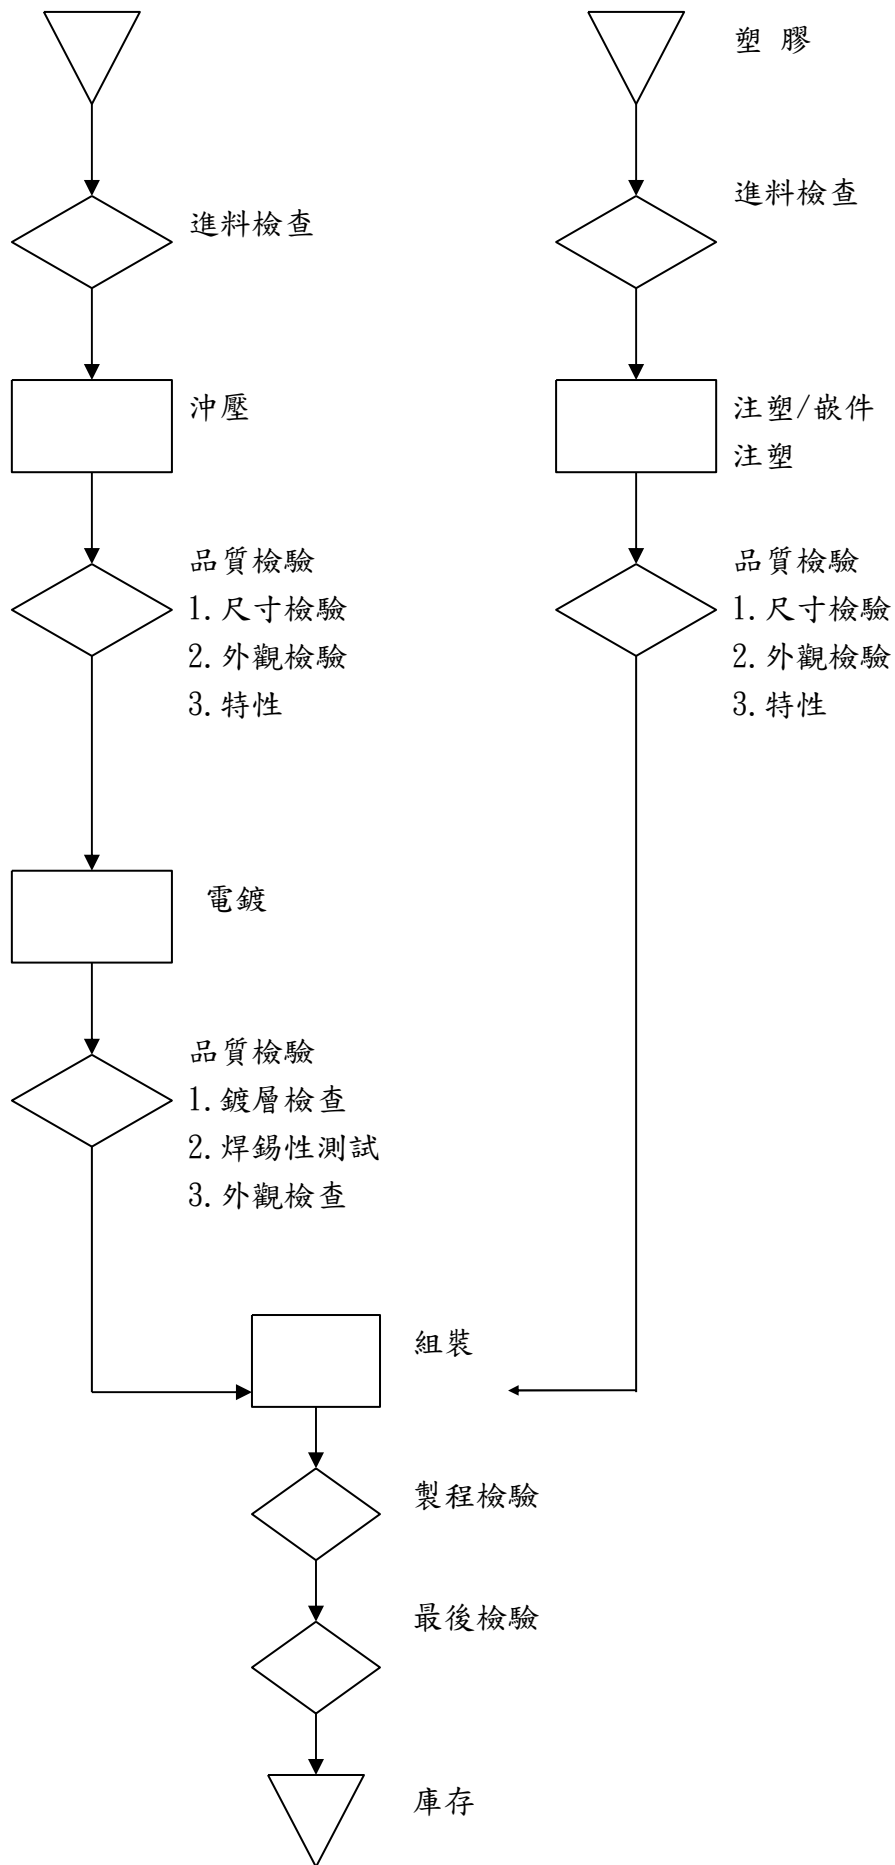 塑 膠
進料檢查
進料檢查
沖壓
注塑/嵌件
注塑
品質檢驗
1.尺寸檢驗
2.外觀檢驗
3.特性
品質檢驗
1.尺寸檢驗
2.外觀檢驗
3.特性
電鍍
品質檢驗
1.鍍層檢查
2.焊錫性測試
3.外觀檢查
組裝
製程檢驗
最後檢驗
庫存